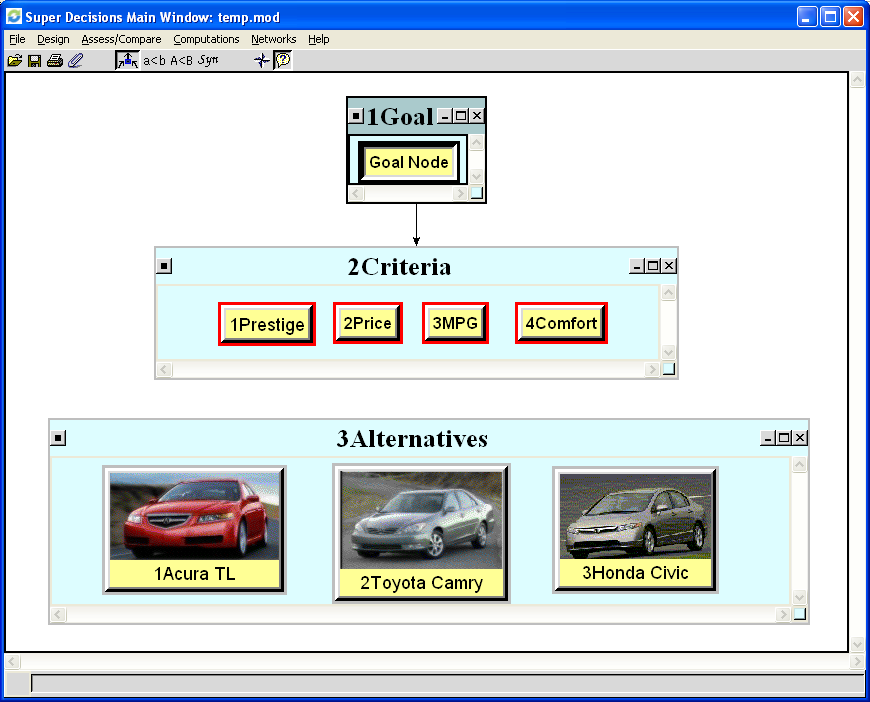 Super Decisions Main Window: temp.mod
File Design Assess/Compare Computations Networks Help
a<b A<B Syn
1Goal
Goal Node
2Criteria
1Prestige 2Price 3MPG 4Comfort
3Alternatives
1Acura TL 2Toyota Camry 3Honda Civic